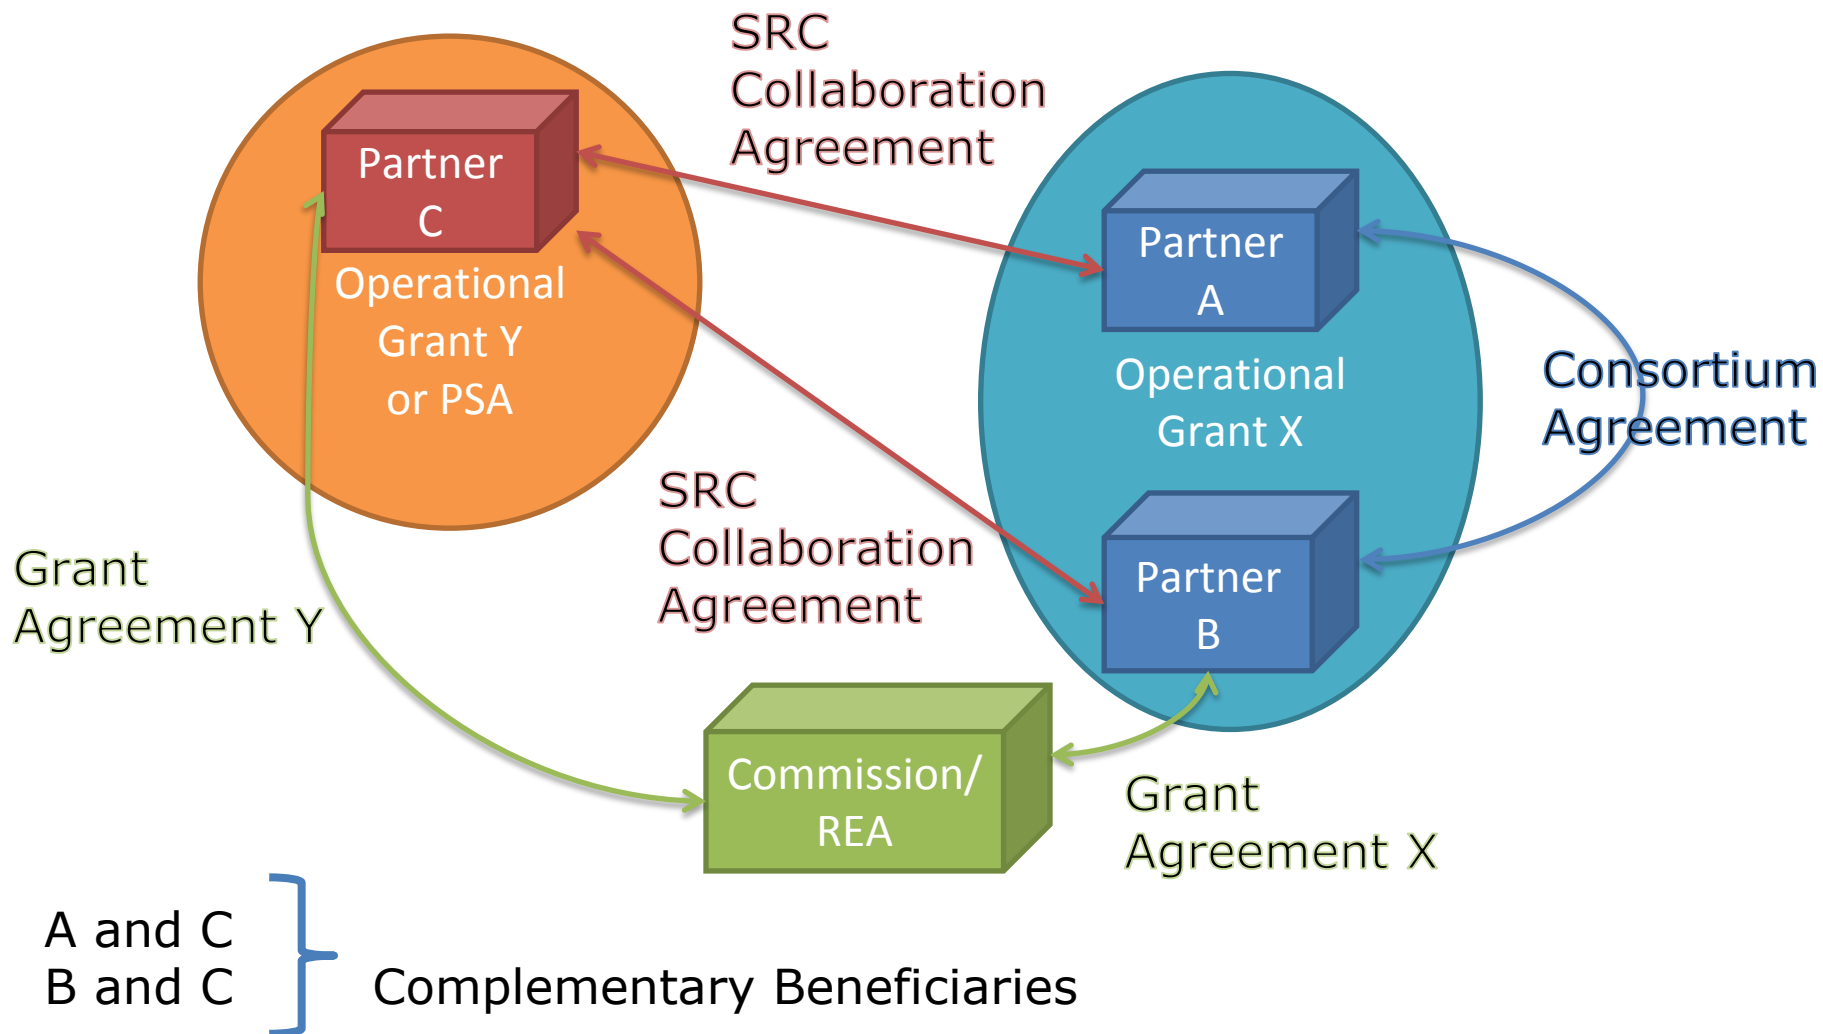 SRC
Collaboration
Agreement
Partner
C
Operational
Grant Y
or PSA
Partner
A
Operational
Grant X
Consortium
Agreement
SRC
Collaboration
Agreement
Grant
Agreement Y
Partner
B
Commission/
REA
Grant
Agreement X
A and C
B and C
Complementary Beneficiaries